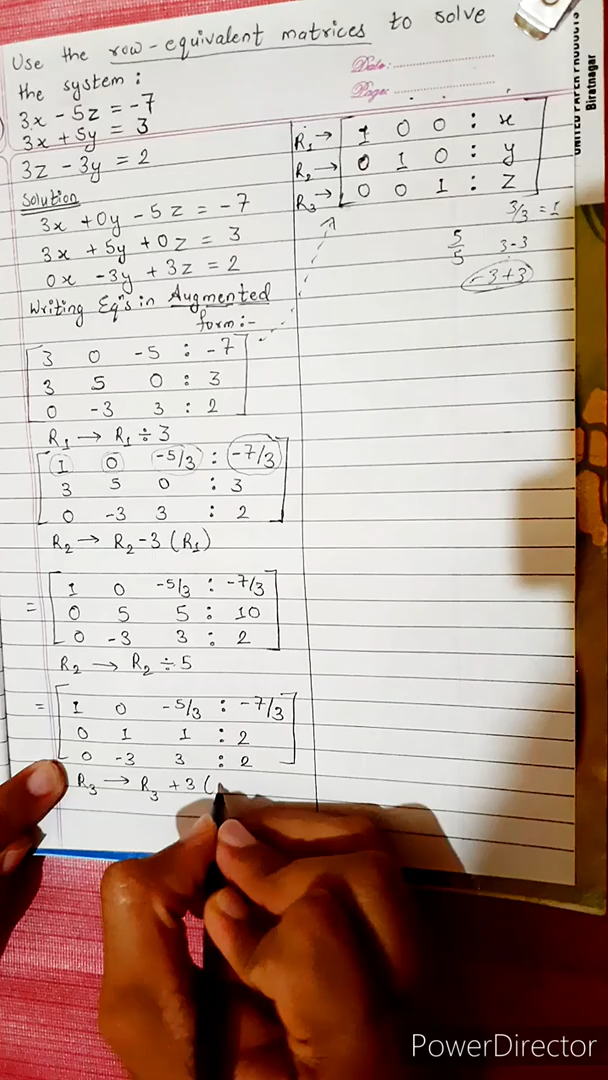 Use the row-equivalent matrices to solve
the system :
3x - 5z = -7
3x + 5y = 3
3z - 3y = 2
Solution
3x + 0y - 5z = -7
3x + 5y + 0z = 3
0x - 3y + 3z = 2
Writing Eqns in Augmented
form :-
3 0 -5 : -7
3 5 0 : 3
0 -3 3 : 2
R1 → R1 ÷ 3
1 0 -5/3 : -7/3
3 5 0 : 3
0 -3 3 : 2
R2 → R2 - 3 (R1)
= 1 0 -5/3 : -7/3
0 5 5 : 10
0 -3 3 : 2
R2 → R2 ÷ 5
= 1 0 -5/3 : -7/3
0 1 1 : 2
0 -3 3 : 2
R3 → R3 + 3 (
Date:
Page:
R1 → 1 0 0 : x
R2 → 0 1 0 : y
R3 → 0 0 1 : z
3/3 = 1
5/5 3-3
-3+3
UNITED PAPER PRODUCTS
Biratnagar
PowerDirector